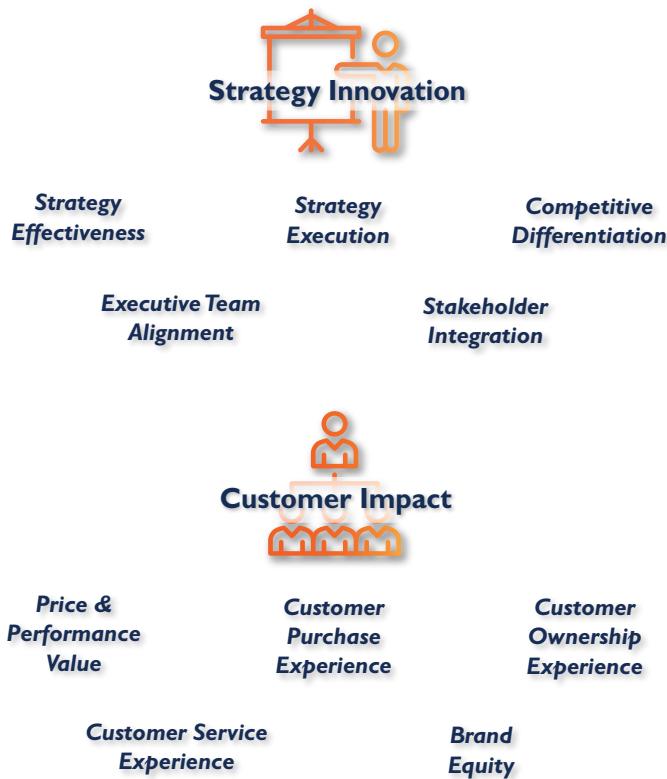 Strategy Innovation
Strategy
Effectiveness
Strategy
Execution
Competitive
Differentiation
Executive Team
Alignment
Stakeholder
Integration
Customer Impact
Price &
Performance
Value
Customer
Purchase
Experience
Customer
Ownership
Experience
Customer Service
Experience
Brand
Equity